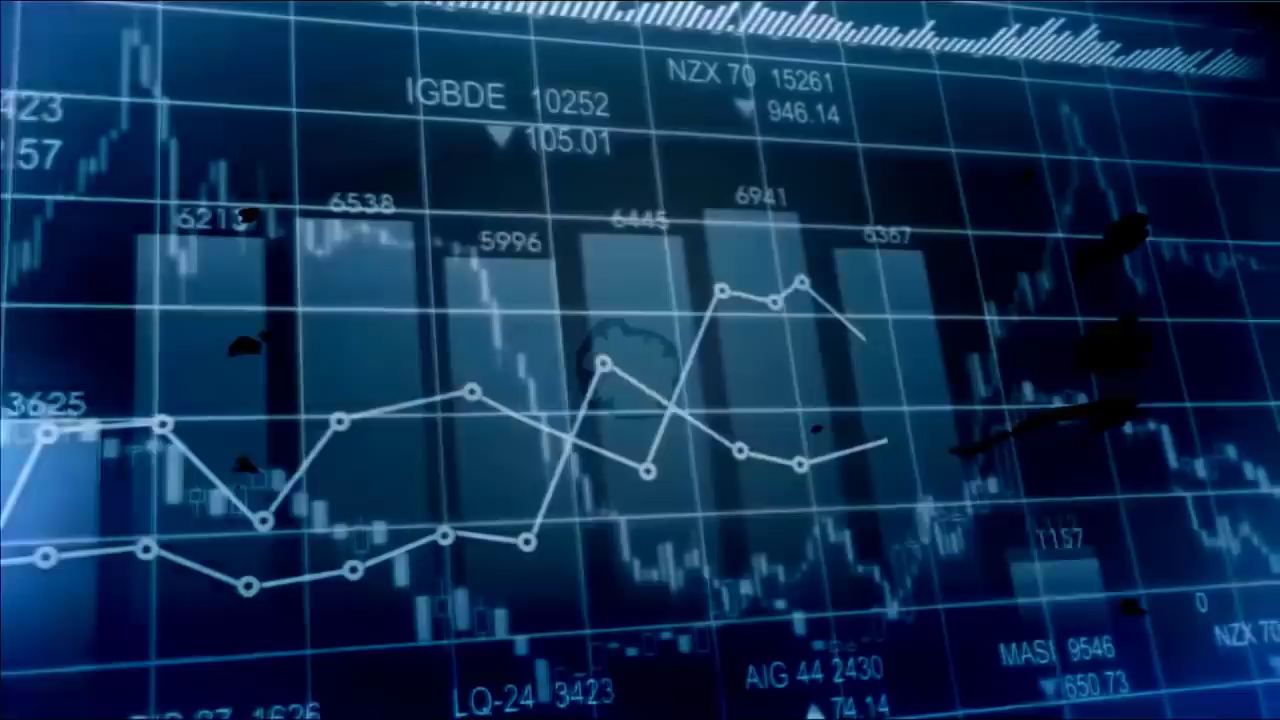 NZX 70 15261
946.14
IGBDE 10252
105.01
423
157
6941
6538
6213
6445
6367
5996
3625
1157
0
NZX 70
MASI 9546
650.73
AIG 44 2430
74.14
LQ-24 3423
1626